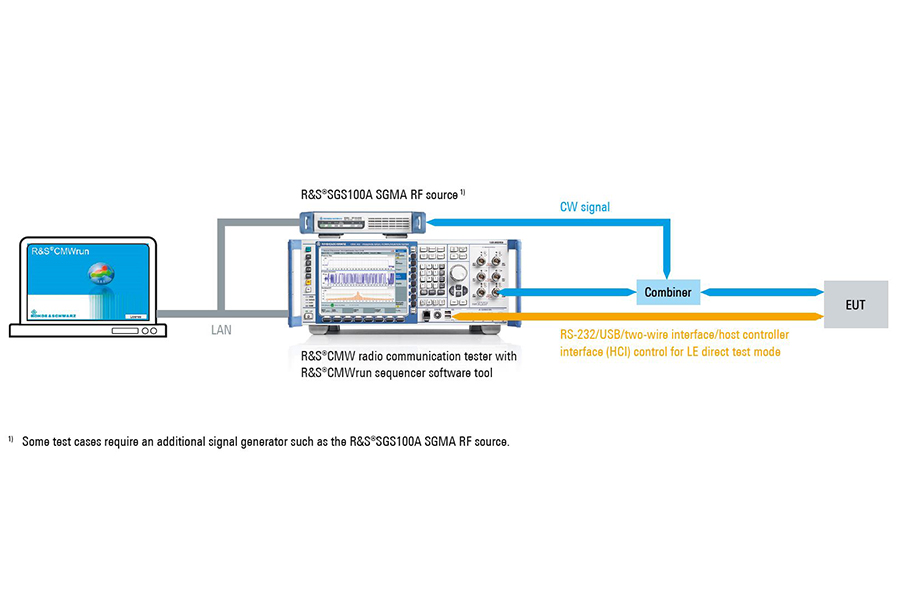 R&S®SGS100A SGMA RF source 1)
CW signal
R&S®CMWrun
ROHDE & SCHWARZ
Combiner
EUT
LAN
RS-232/USB/two-wire interface/host controller
interface (HCI) control for LE direct test mode
R&S®CMW radio communication tester with
R&S®CMWrun sequencer software tool
1) Some test cases require an additional signal generator such as the R&S®SGS100A SGMA RF source.